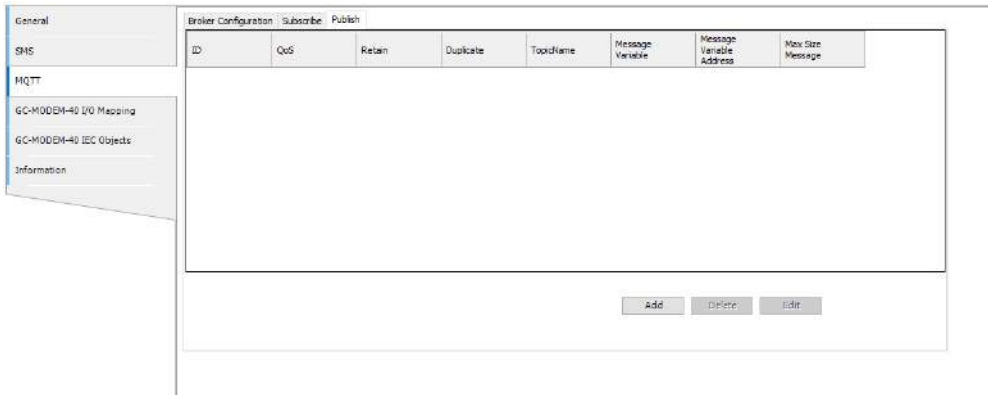 General
SMS
MQTT
GC-MODEM-40 I/O Mapping
GC-MODEM-40 IEC Objects
Information
Broker Configuration Subscribe Publish
ID QoS Retain Duplicate TopicName Message Variable Message Variable Address Max Size Message
Add Delete Edit